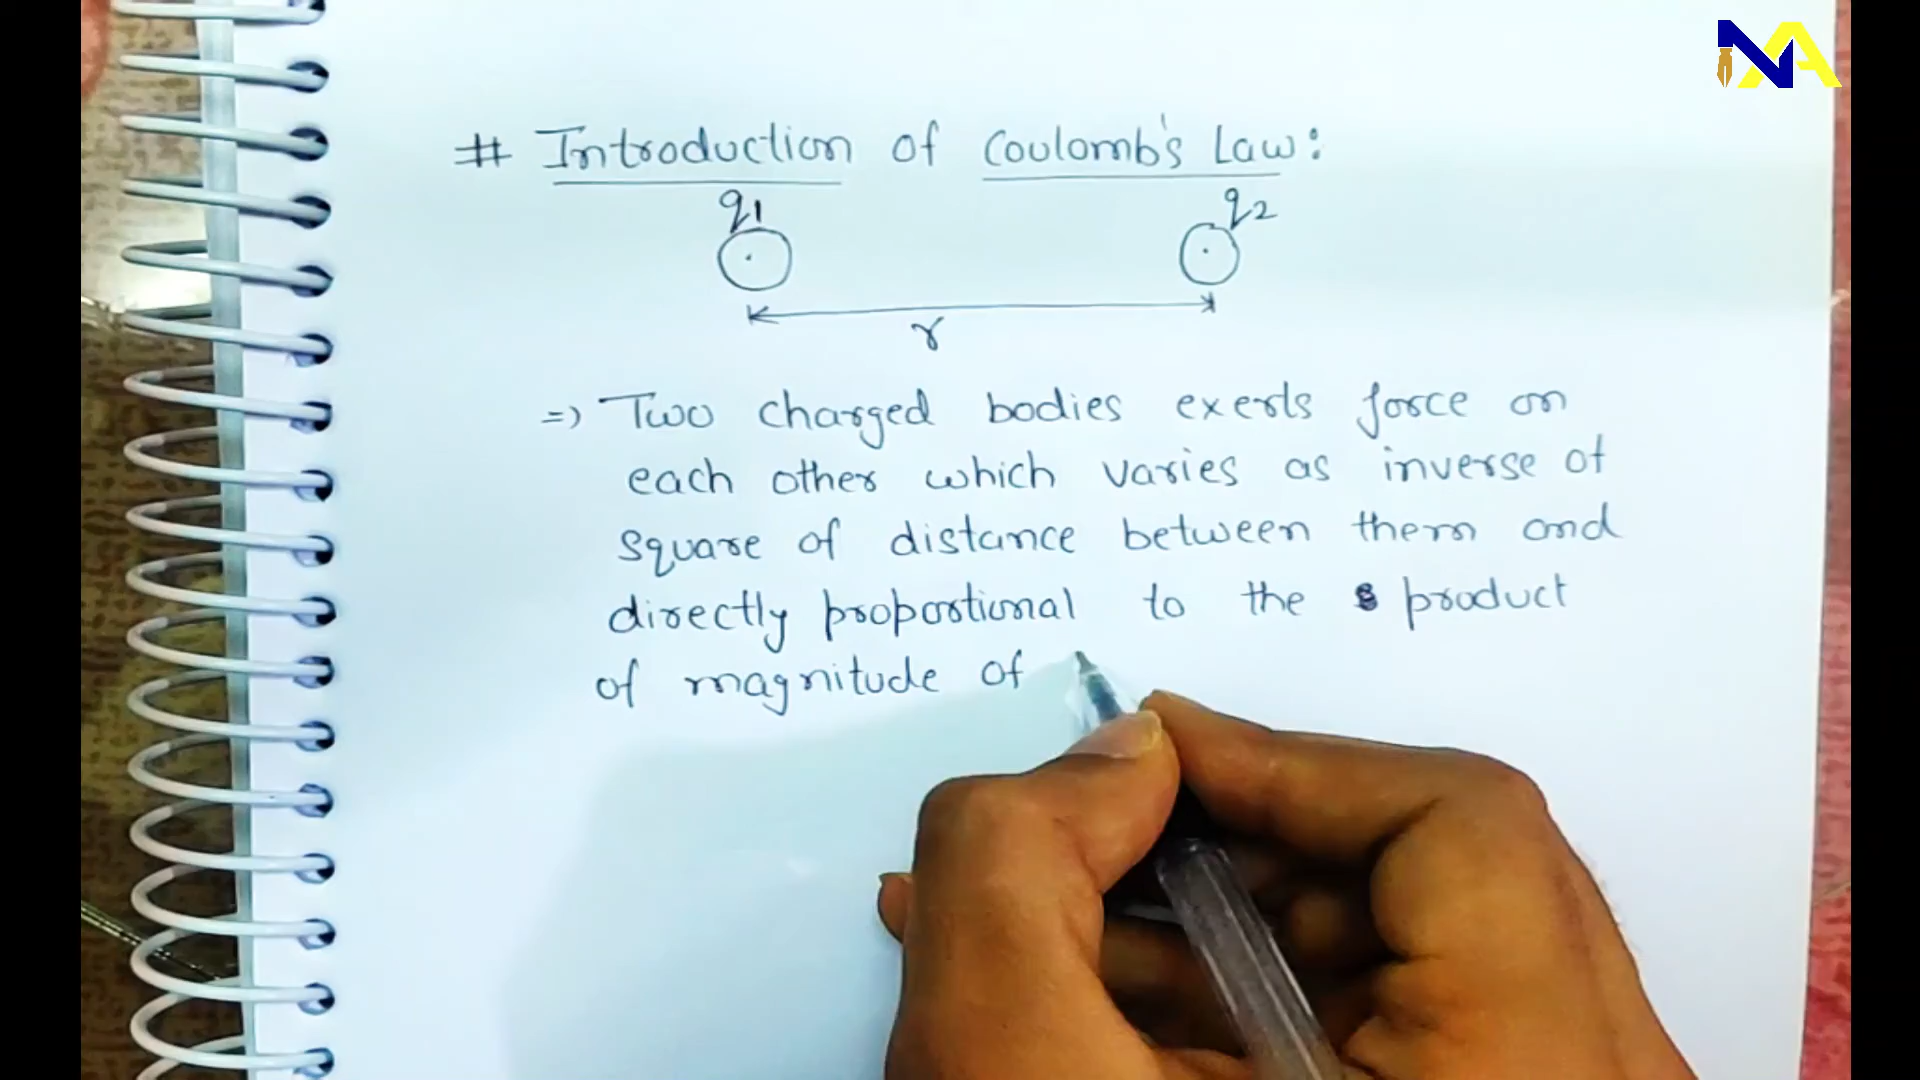 NA
# Introduction of Coulomb's Law:
q1 q2
r
=> Two charged bodies exerts force on
each other which varies as inverse of
square of distance between them and
directly proportional to the product
of magnitude of